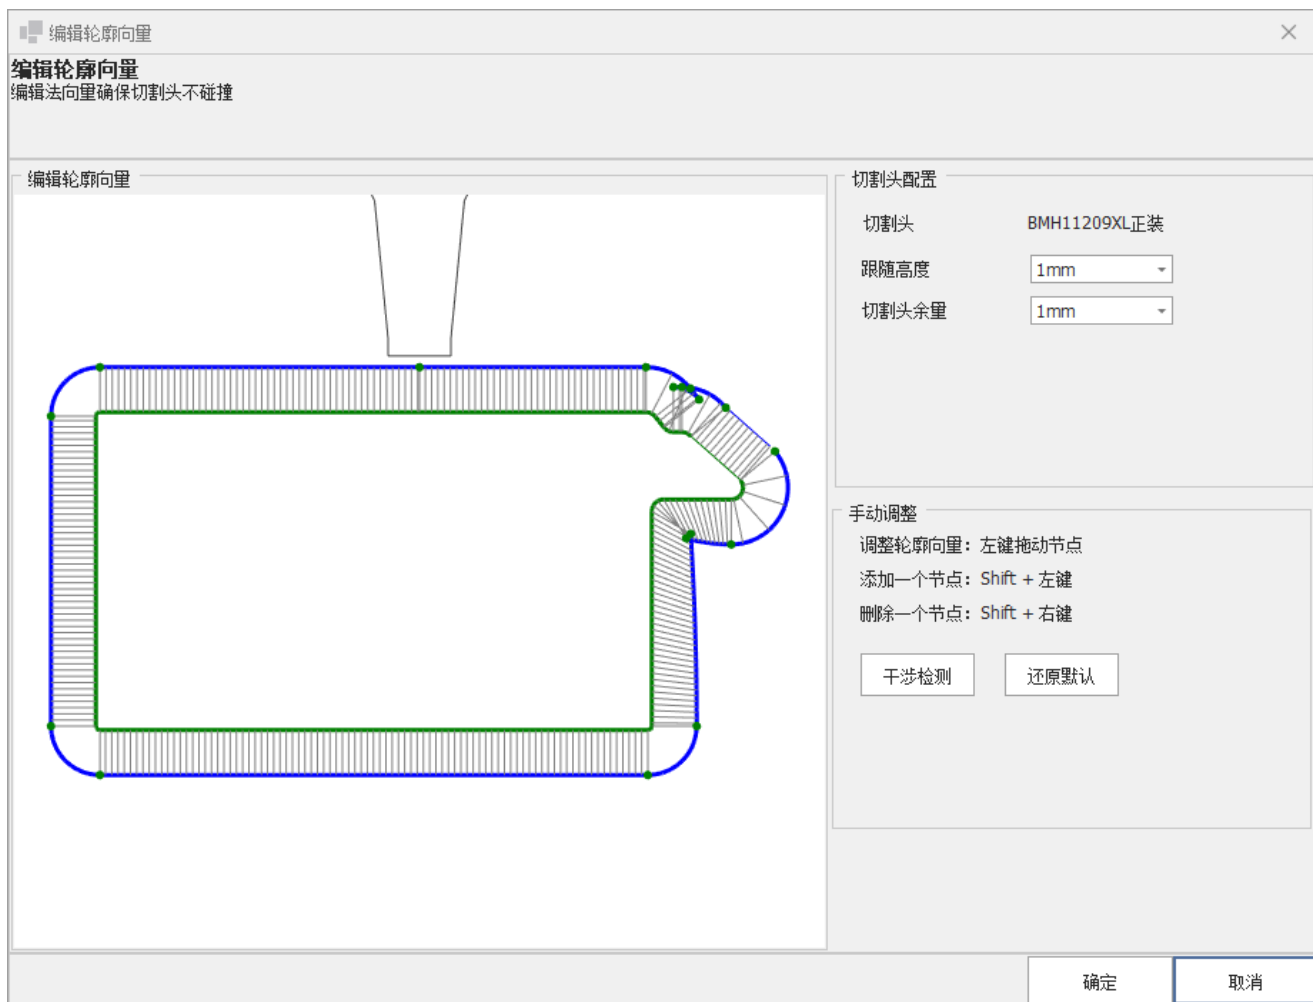 编辑轮廓向量
编辑轮廓向量
编辑法向量确保切割头不碰撞
编辑轮廓向量
切割头配置
切割头 BMH11209XL正装
跟随高度 1mm
切割头余量 1mm
手动调整
调整轮廓向量：左键拖动节点
添加一个节点：Shift + 左键
删除一个节点：Shift + 右键
干涉检测 还原默认
确定 取消